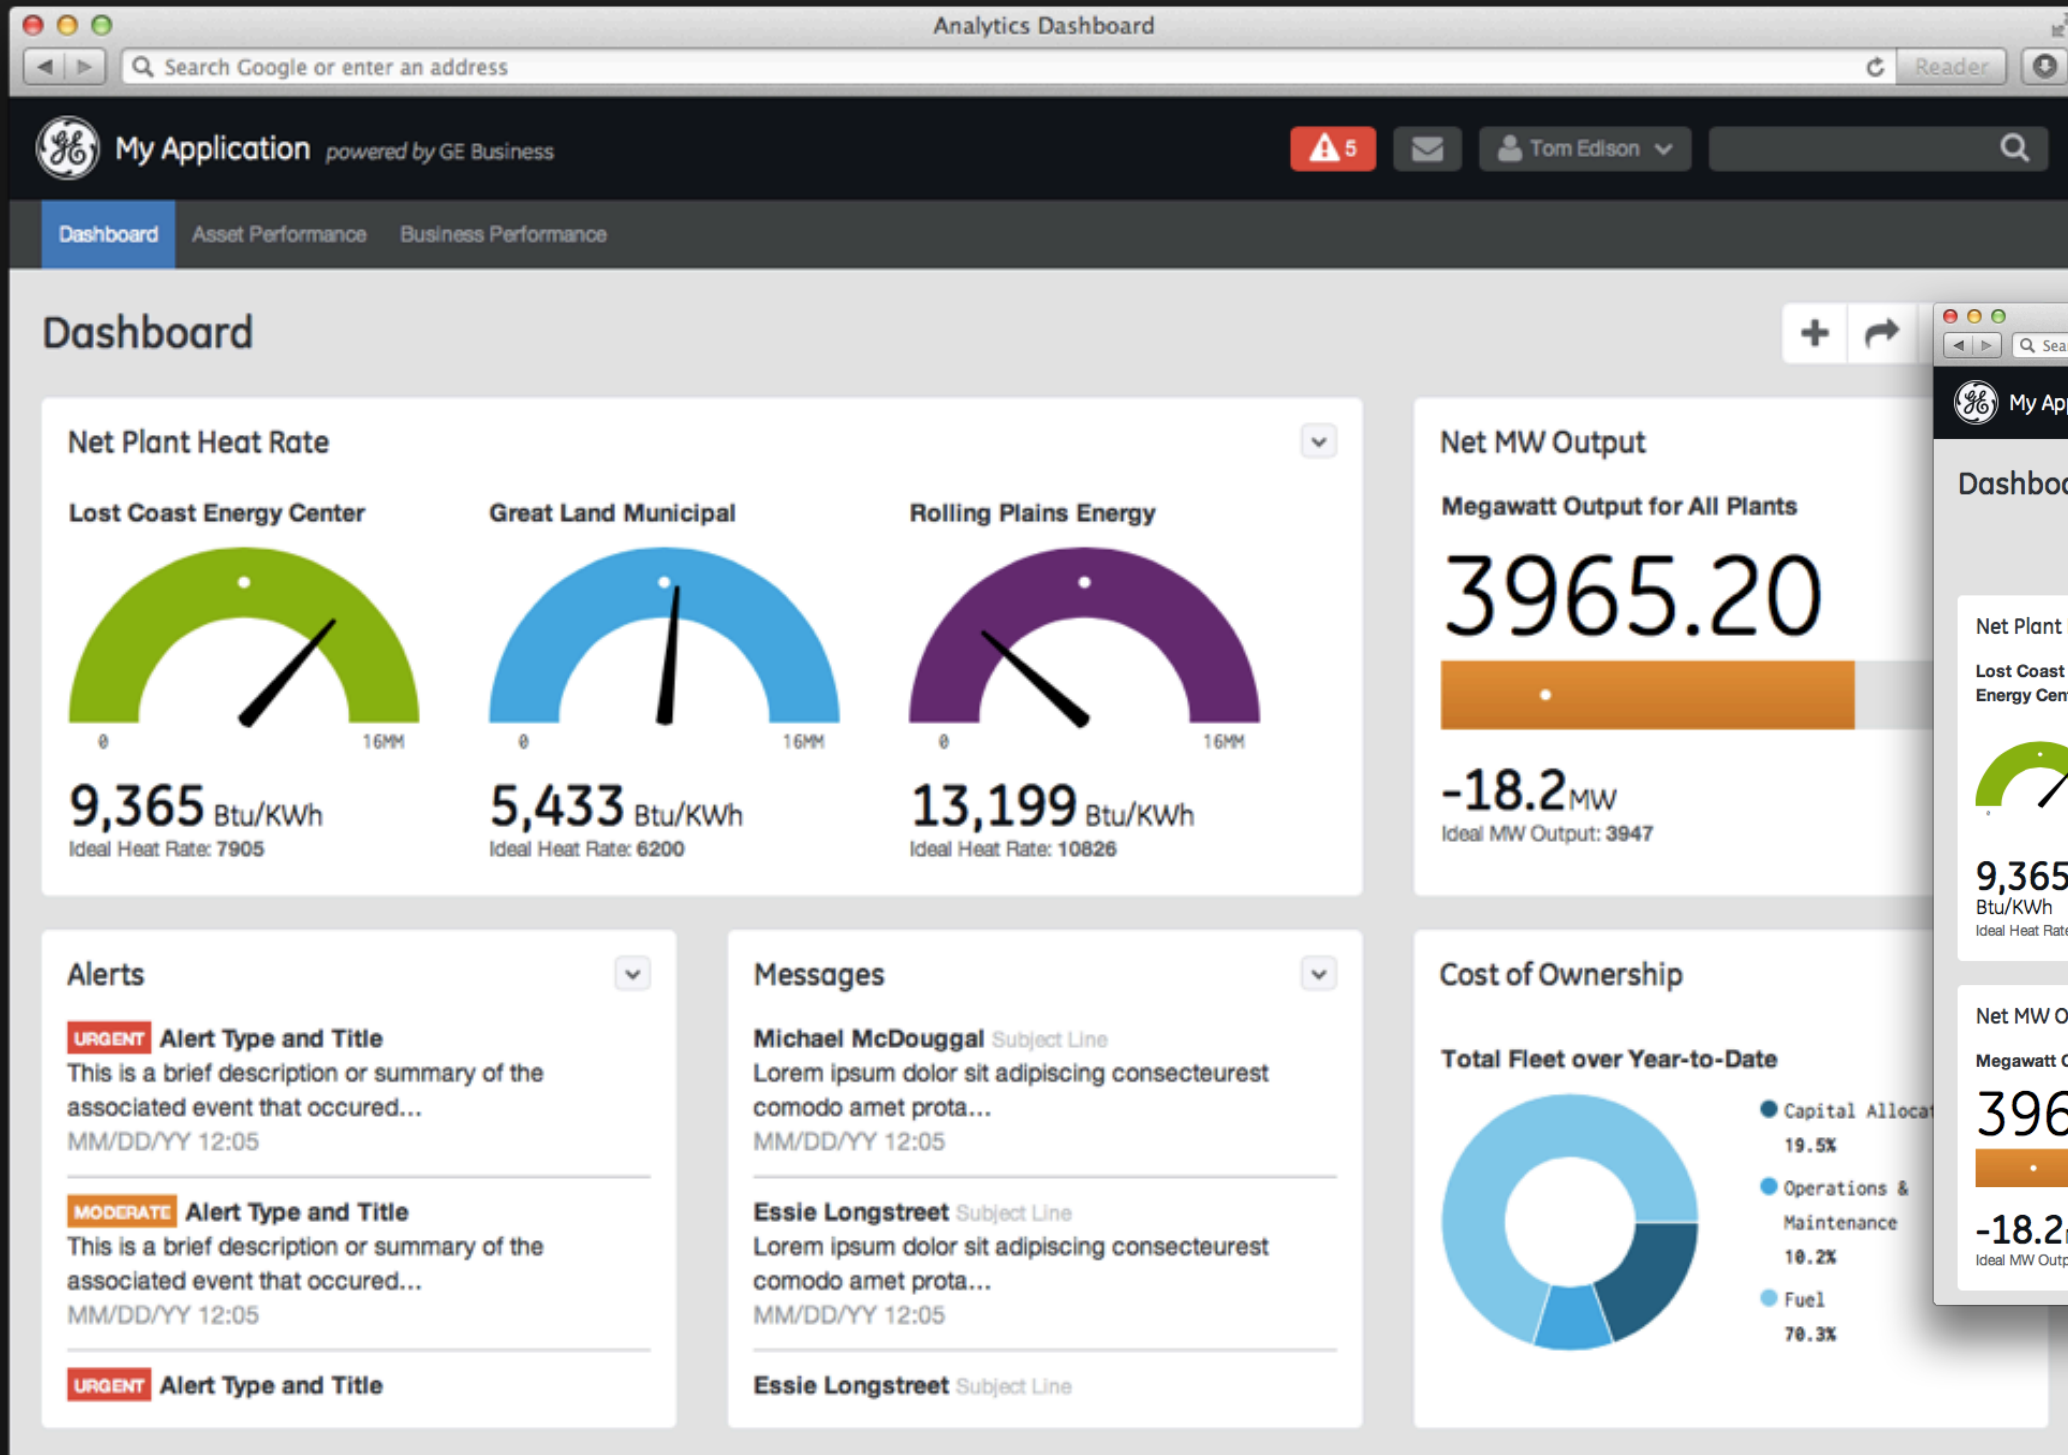 Analytics Dashboard
Search Google or enter an address
Reader
GE My Application powered by GE Business
5
Tom Edison
Dashboard Asset Performance Business Performance
Dashboard
Net Plant Heat Rate
Lost Coast Energy Center
0 16MM
9,365 Btu/KWh
Ideal Heat Rate: 7905
Great Land Municipal
0 16MM
5,433 Btu/KWh
Ideal Heat Rate: 6200
Rolling Plains Energy
0 16MM
13,199 Btu/KWh
Ideal Heat Rate: 10826
Net MW Output
Megawatt Output for All Plants
3965.20
-18.2MW
Ideal MW Output: 3947
Alerts
URGENT Alert Type and Title
This is a brief description or summary of the
associated event that occured...
MM/DD/YY 12:05
MODERATE Alert Type and Title
This is a brief description or summary of the
associated event that occured...
MM/DD/YY 12:05
URGENT Alert Type and Title
Messages
Michael McDouggal Subject Line
Lorem ipsum dolor sit adipiscing consecteurest
comodo amet prota...
MM/DD/YY 12:05
Essie Longstreet Subject Line
Lorem ipsum dolor sit adipiscing consecteurest
comodo amet prota...
MM/DD/YY 12:05
Essie Longstreet Subject Line
Cost of Ownership
Total Fleet over Year-to-Date
Capital Allocat
19.5%
Operations &
Maintenance
10.2%
Fuel
70.3%
Sea
GE My App
Dashboa
Net Plant
Lost Coast
Energy Cen
0
9,365
Btu/KWh
Ideal Heat Rate
Net MW O
Megawatt O
396
-18.2
Ideal MW Outp